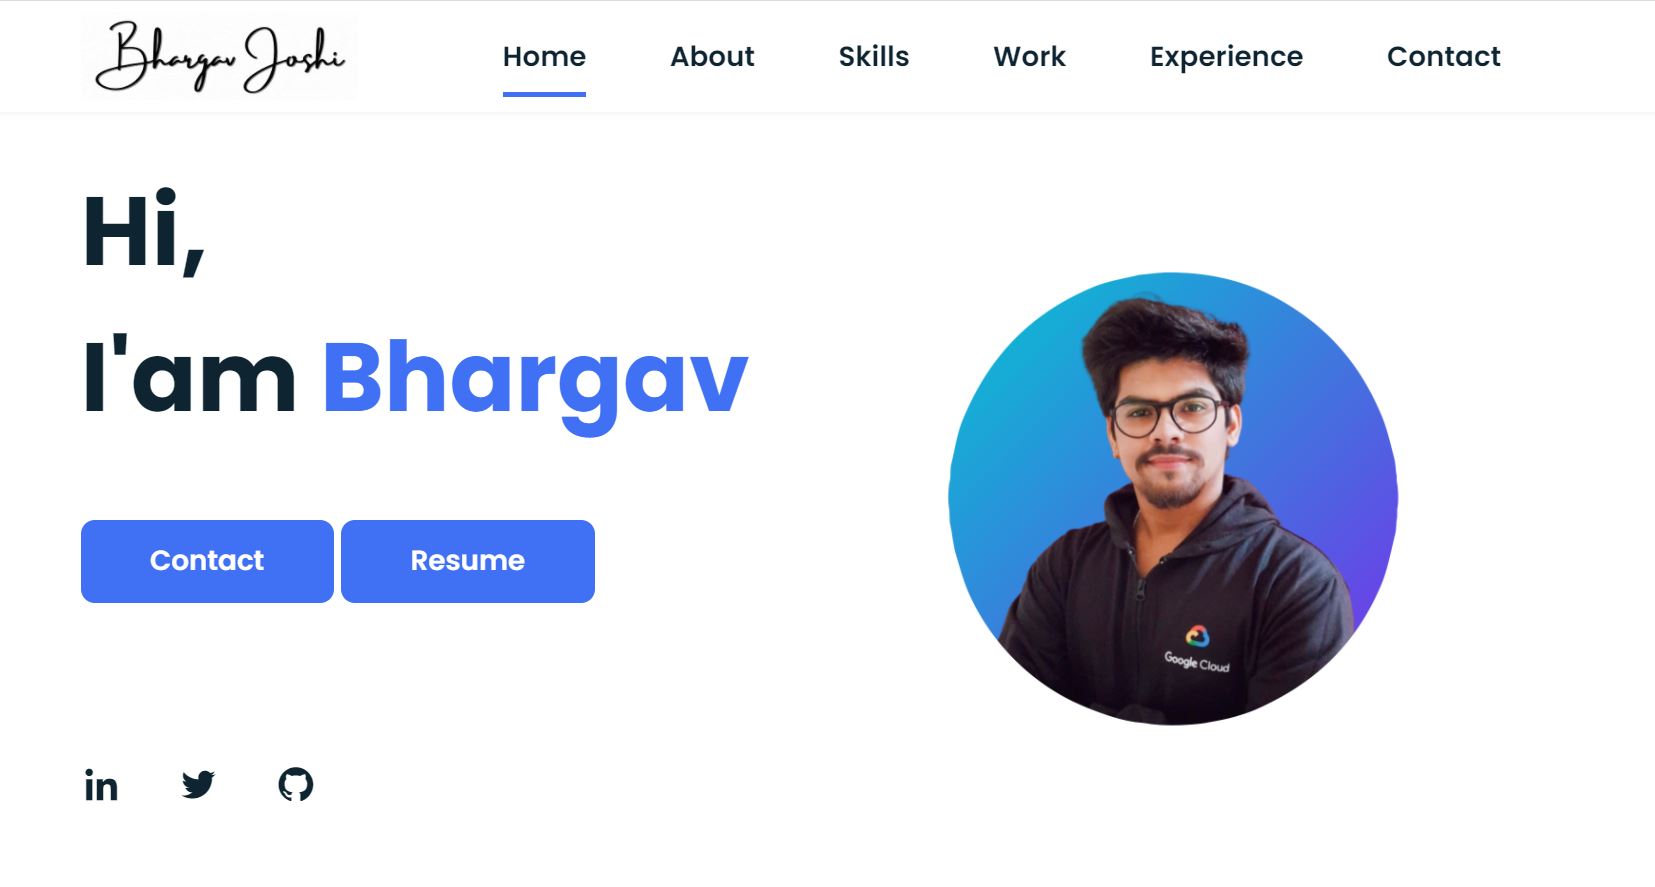 Bhargav Joshi
Home About Skills Work Experience Contact
Hi,
I'am Bhargav
Contact Resume
Google Cloud
in